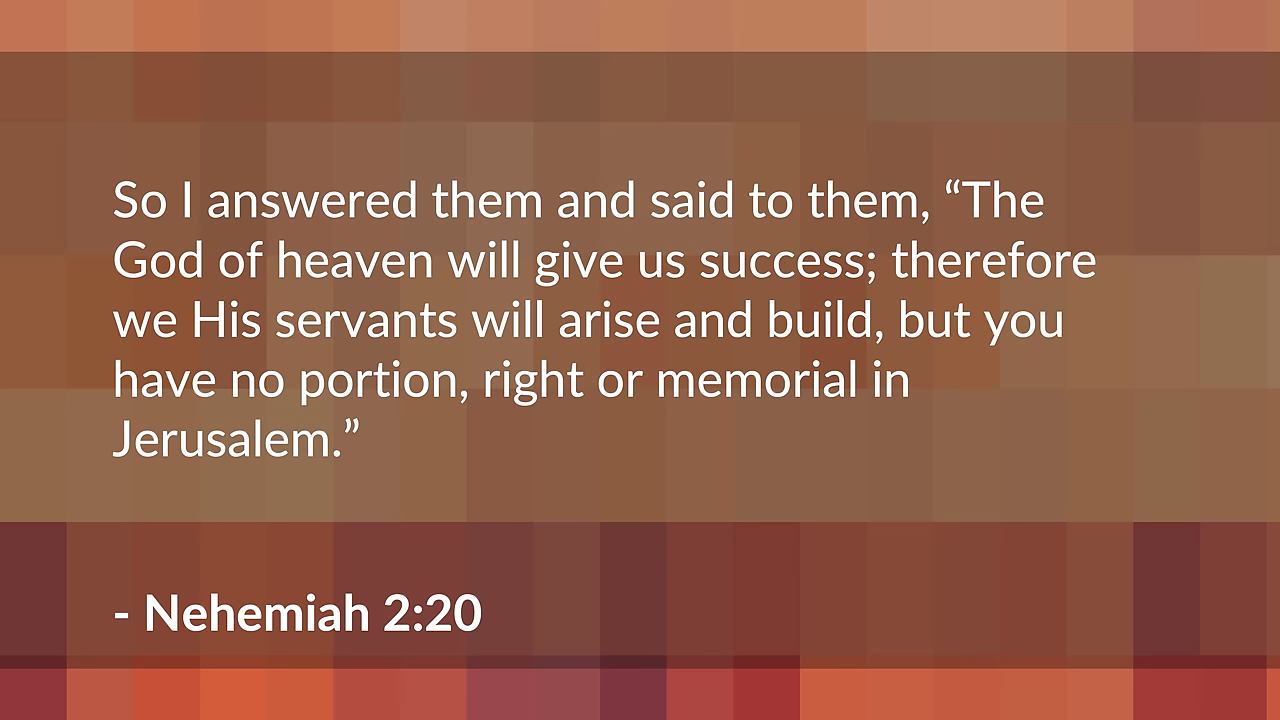 So I answered them and said to them, “The
God of heaven will give us success; therefore
we His servants will arise and build, but you
have no portion, right or memorial in
Jerusalem.”
- Nehemiah 2:20